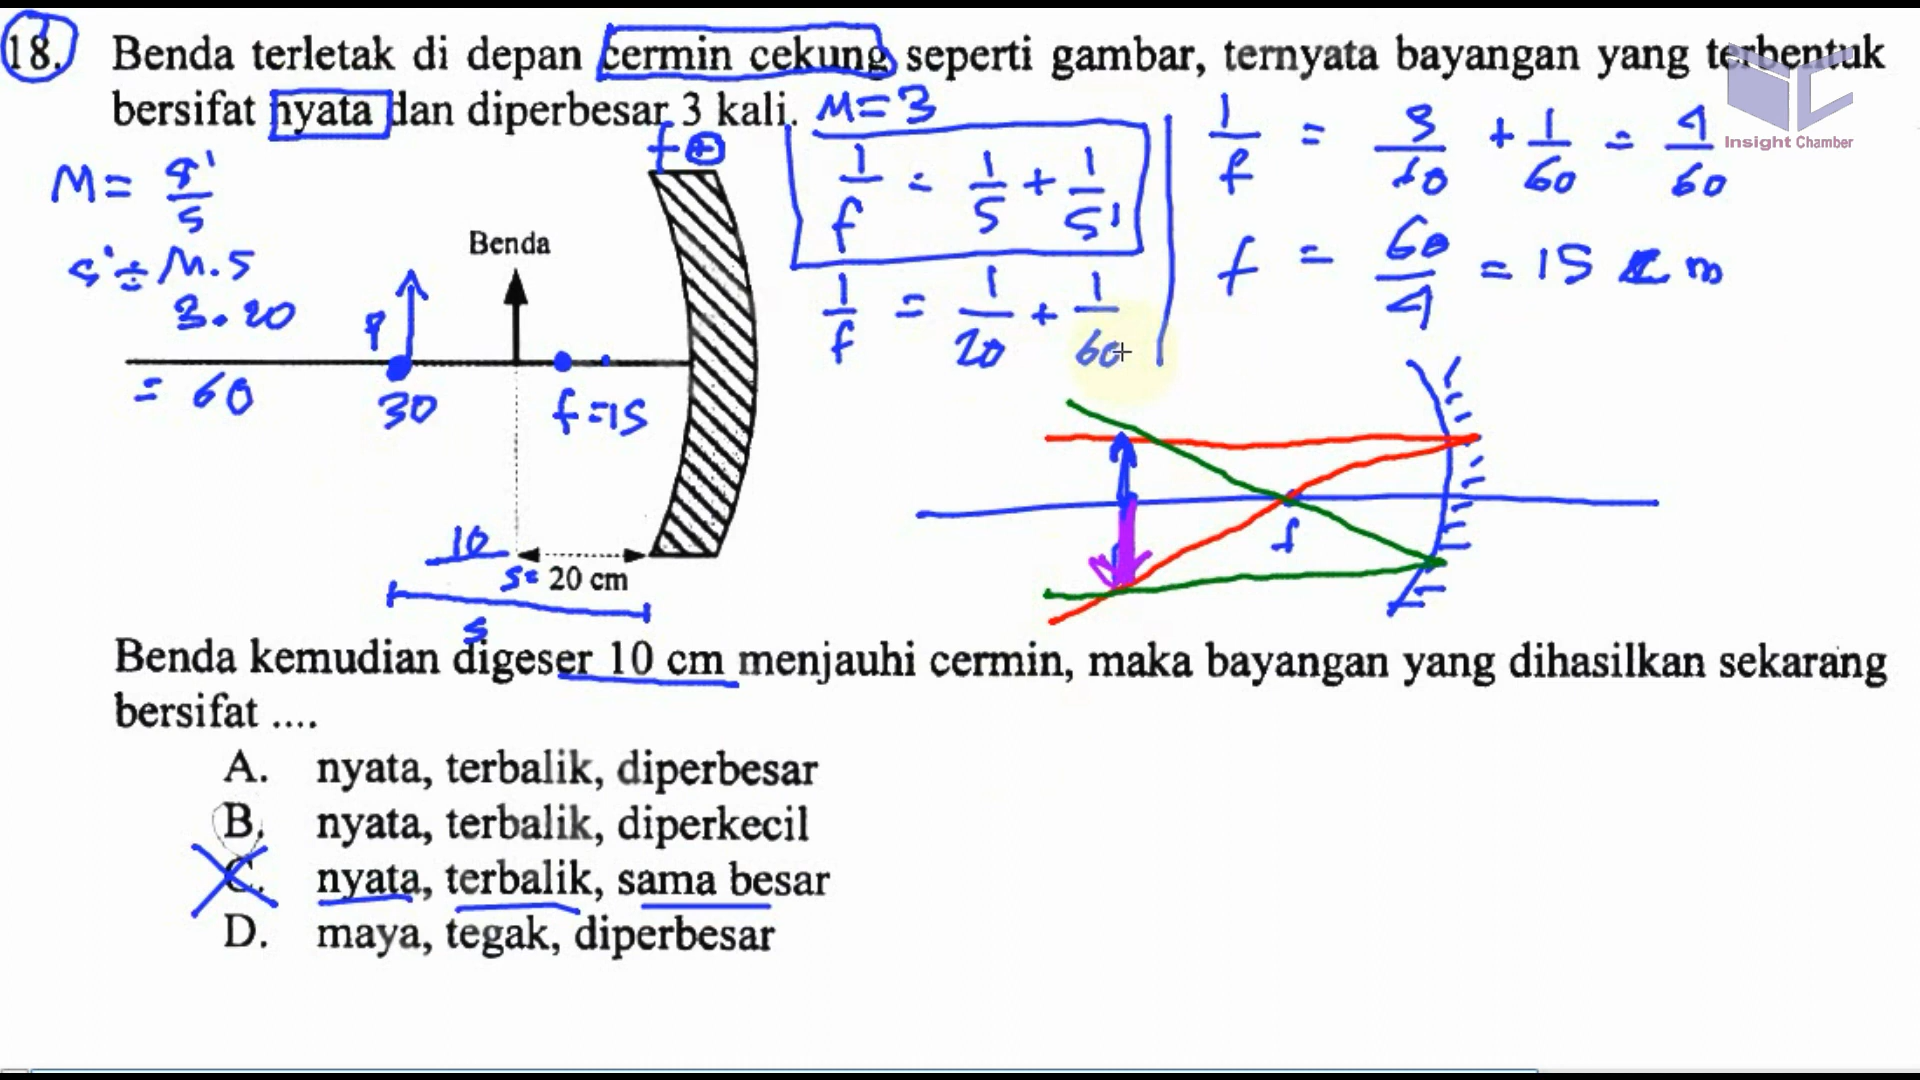 18. Benda terletak di depan cermin cekung seperti gambar, ternyata bayangan yang terbentuk
bersifat nyata dan diperbesar 3 kali. M = 3
Insight Chamber
M = s'/s
s' = M.s
3.20
= 60
f +
Benda
P
30
f = 15
10
s = 20 cm
s
1/f = 1/s + 1/s'
1/f = 1/20 + 1/60
1/f = 3/60 + 1/60 = 4/60
f = 60/4 = 15 cm
f
Benda kemudian digeser 10 cm menjauhi cermin, maka bayangan yang dihasilkan sekarang
bersifat ....
A. nyata, terbalik, diperbesar
B. nyata, terbalik, diperkecil
C. nyata, terbalik, sama besar
D. maya, tegak, diperbesar